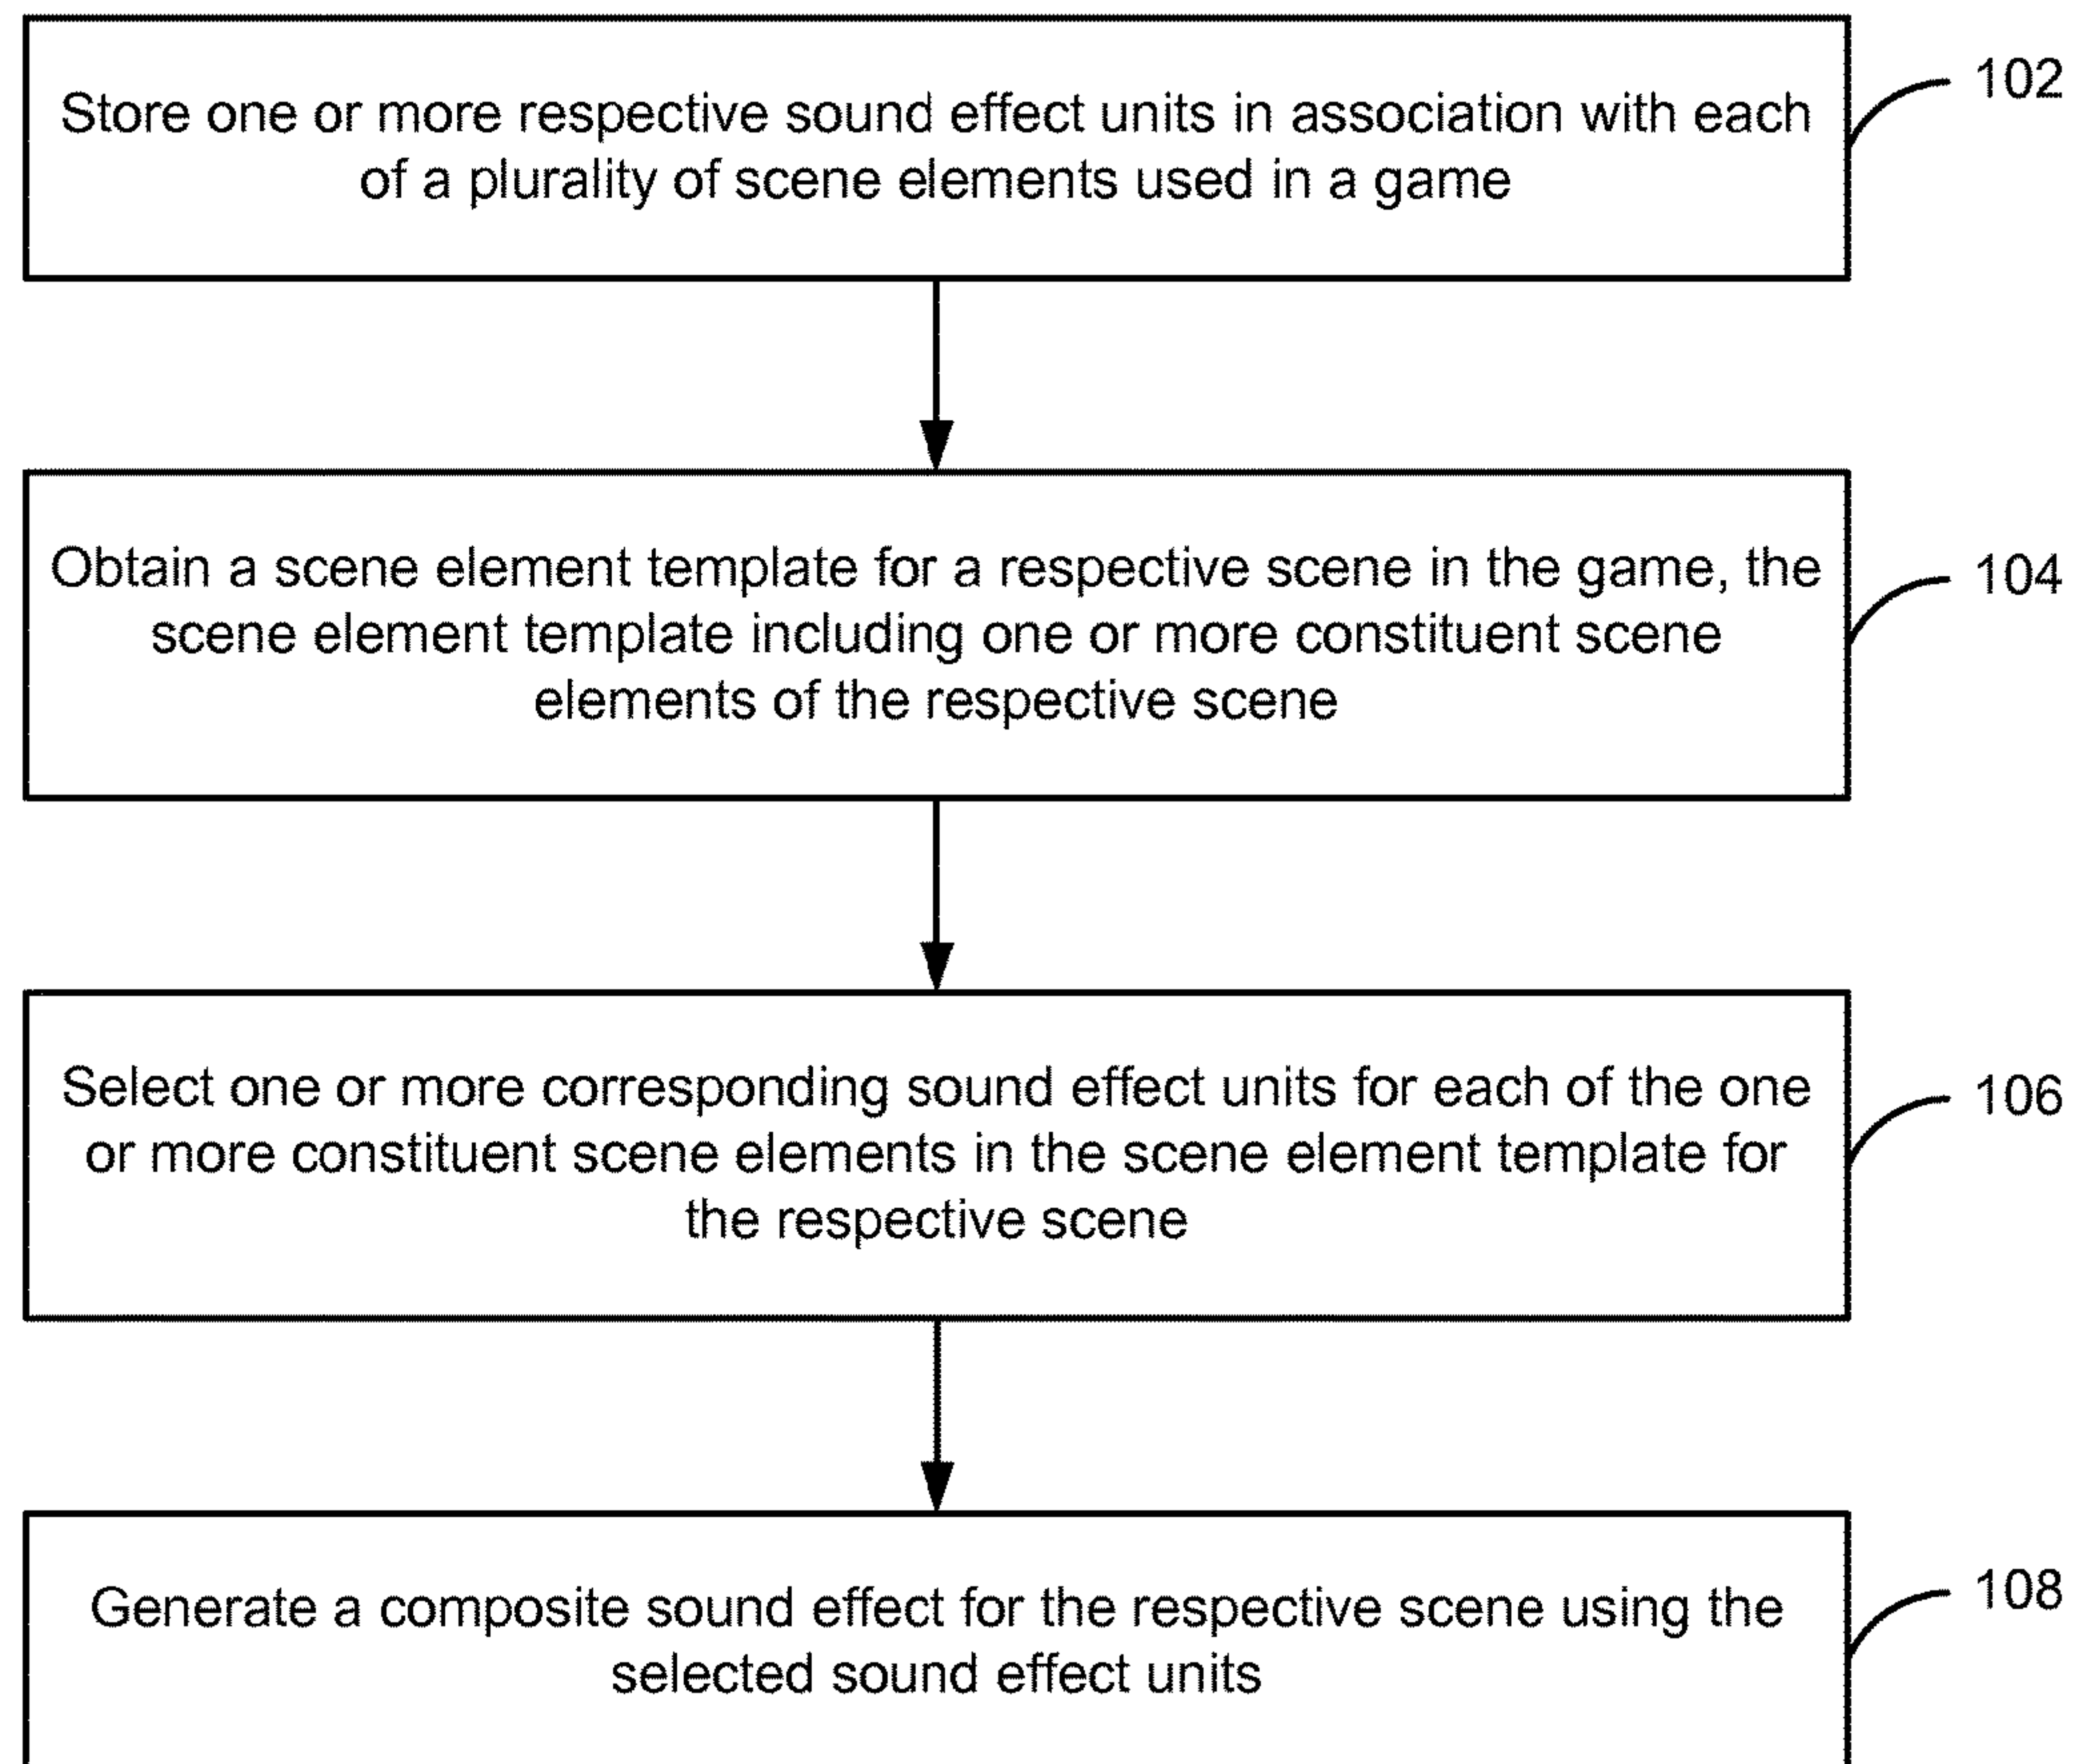 Store one or more respective sound effect units in association with each
of a plurality of scene elements used in a game
102
Obtain a scene element template for a respective scene in the game, the
scene element template including one or more constituent scene
elements of the respective scene
104
Select one or more corresponding sound effect units for each of the one
or more constituent scene elements in the scene element template for
the respective scene
106
Generate a composite sound effect for the respective scene using the
selected sound effect units
108